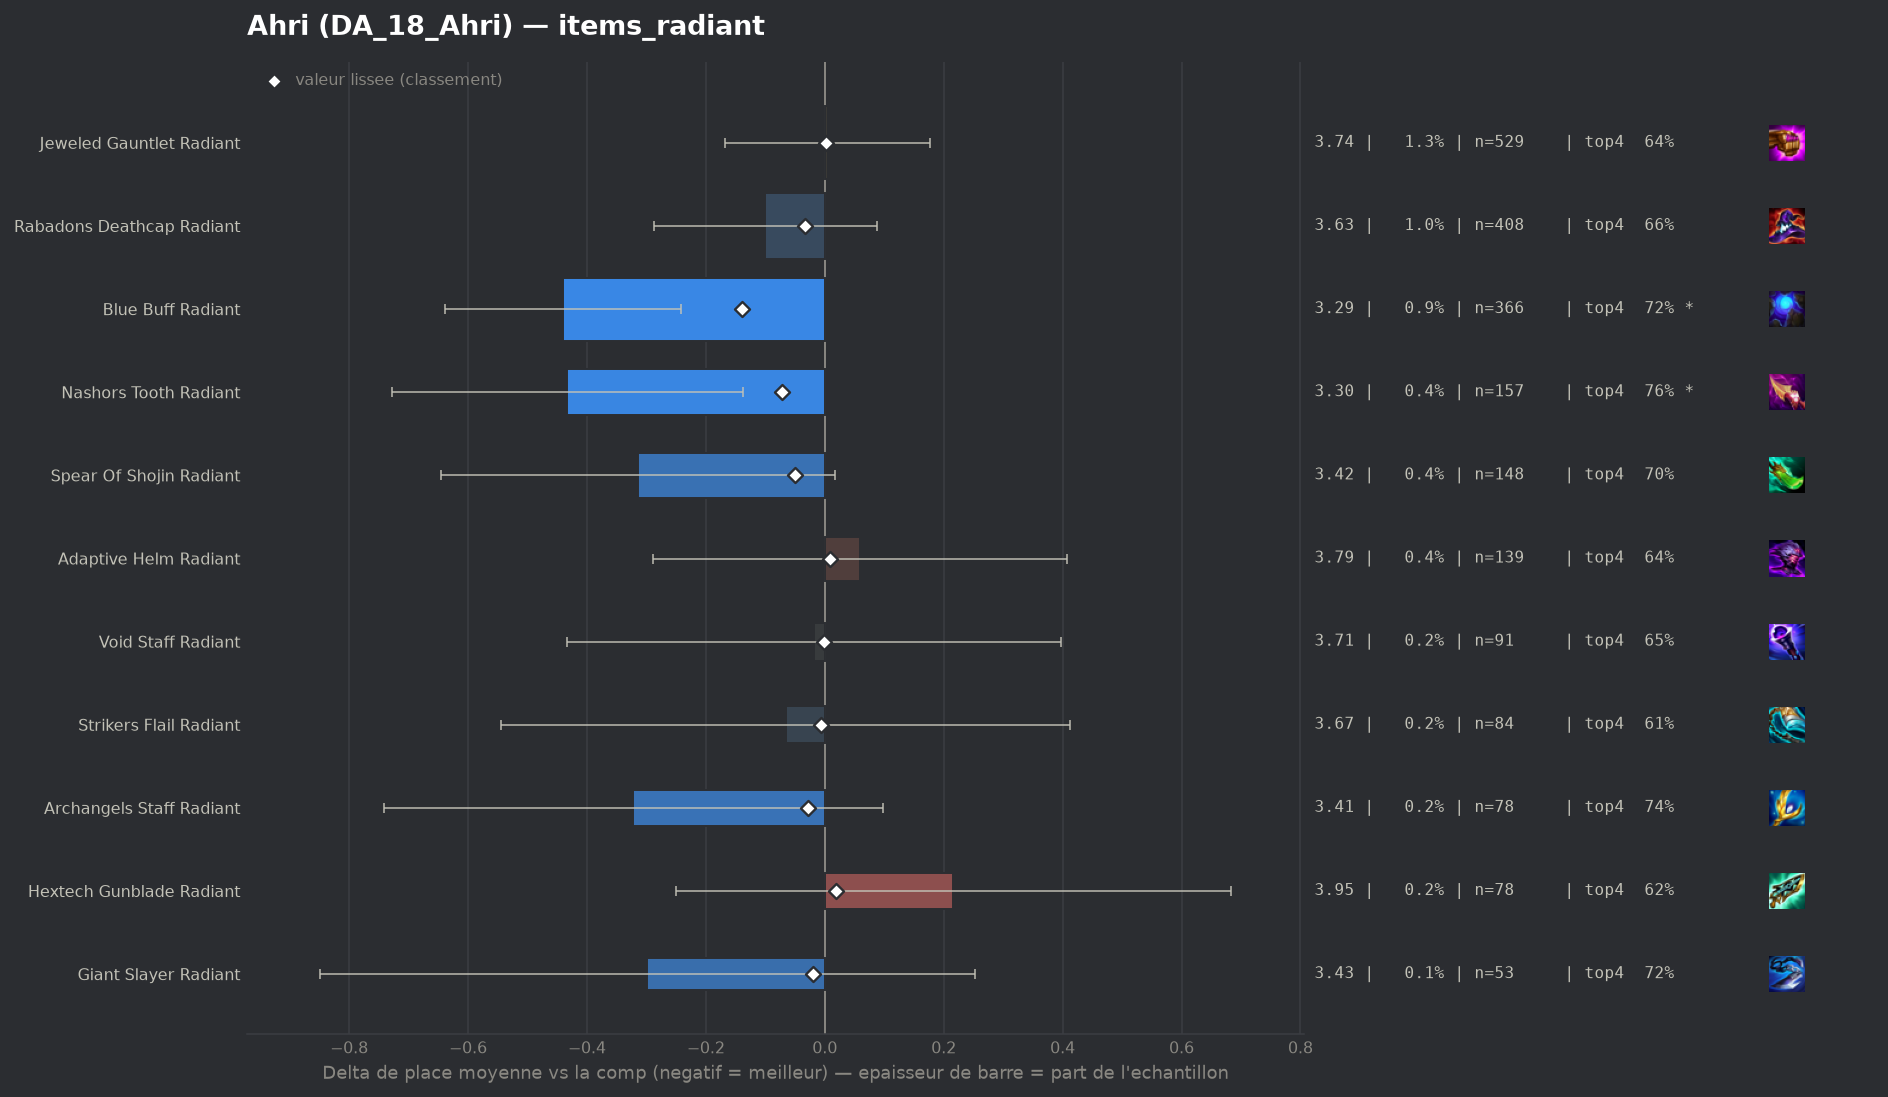 Ahri (DA_18_Ahri) — items_radiant
valeur lissee (classement)
Jeweled Gauntlet Radiant 3.74 | 1.3% | n=529 | top4 64%
Rabadons Deathcap Radiant 3.63 | 1.0% | n=408 | top4 66%
Blue Buff Radiant 3.29 | 0.9% | n=366 | top4 72% *
Nashors Tooth Radiant 3.30 | 0.4% | n=157 | top4 76% *
Spear Of Shojin Radiant 3.42 | 0.4% | n=148 | top4 70%
Adaptive Helm Radiant 3.79 | 0.4% | n=139 | top4 64%
Void Staff Radiant 3.71 | 0.2% | n=91 | top4 65%
Strikers Flail Radiant 3.67 | 0.2% | n=84 | top4 61%
Archangels Staff Radiant 3.41 | 0.2% | n=78 | top4 74%
Hextech Gunblade Radiant 3.95 | 0.2% | n=78 | top4 62%
Giant Slayer Radiant 3.43 | 0.1% | n=53 | top4 72%
−0.8 −0.6 −0.4 −0.2 0.0 0.2 0.4 0.6 0.8
Delta de place moyenne vs la comp (negatif = meilleur) — epaisseur de barre = part de l'echantillon